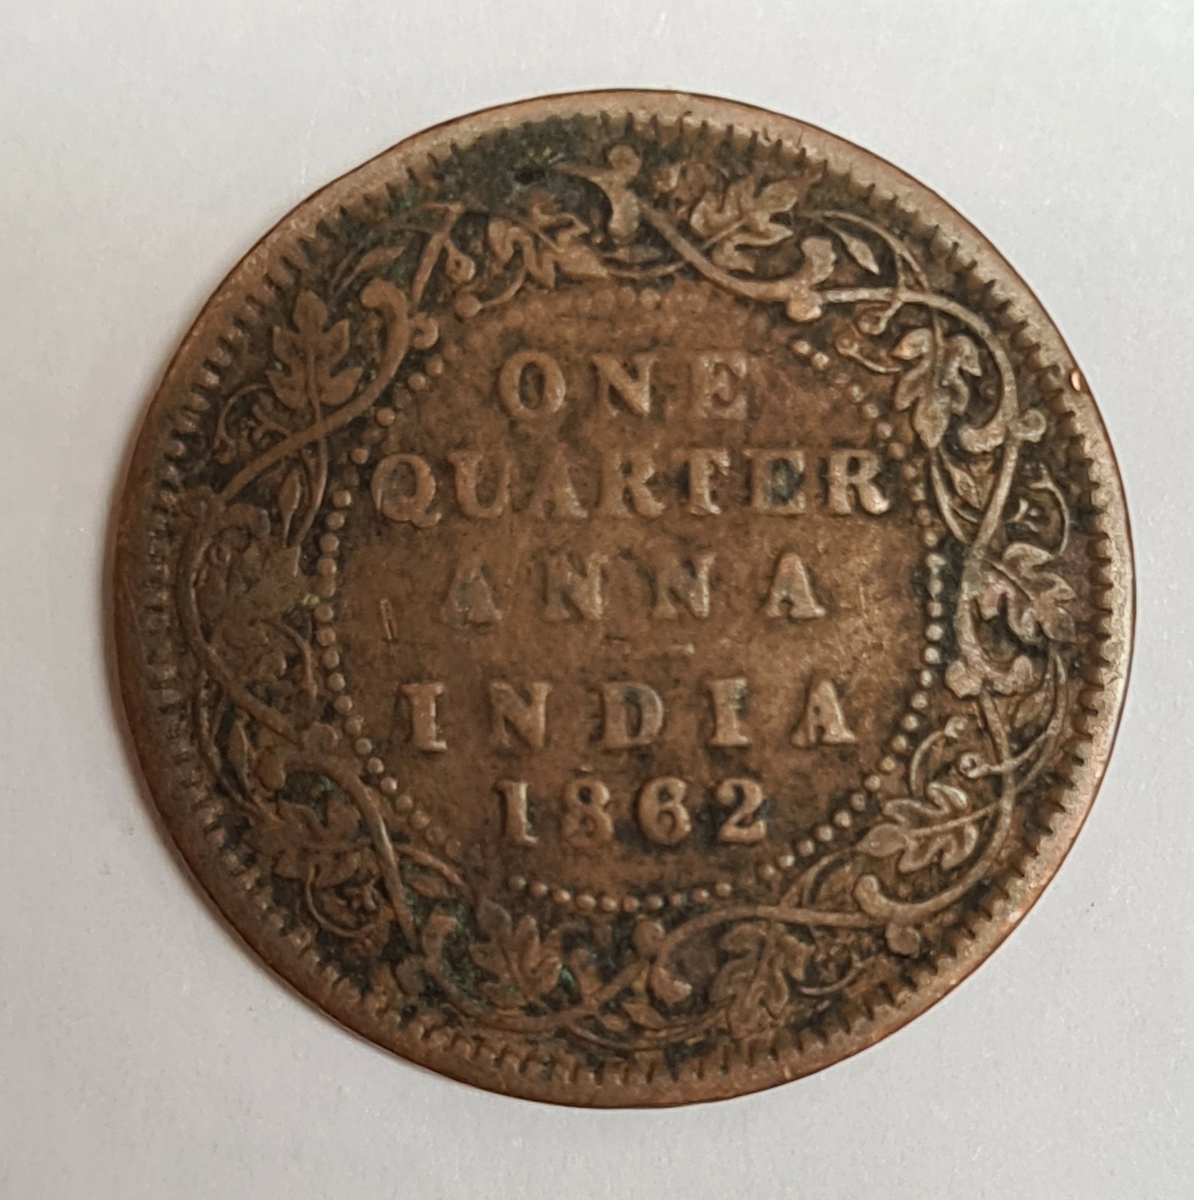 ONE
QUARTER
ANNA
INDIA
1862